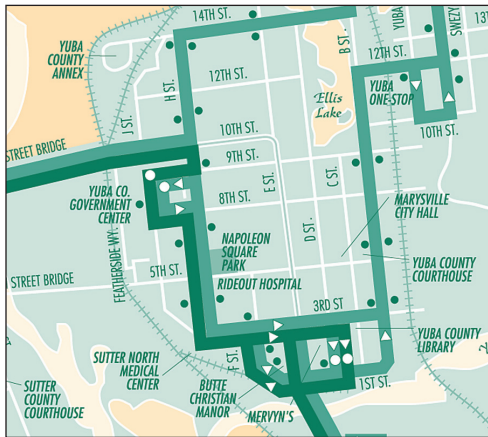 14TH ST.
YUBA
SWEZY
13T
YUBA
COUNTY
ANNEX
H ST.
B ST.
12TH ST.
12TH ST.
Ellis
Lake
YUBA
ONE-STOP
J ST.
10TH ST.
10TH ST.
STREET BRIDGE
9TH ST.
YUBA CO.
GOVERNMENT
CENTER
8TH ST.
E ST.
C ST.
D ST.
MARYSVILLE
CITY HALL
FEATHERSIDE WY.
NAPOLEON
SQUARE
PARK
STREET BRIDGE
5TH ST.
RIDEOUT HOSPITAL
YUBA COUNTY
COURTHOUSE
3RD ST
YUBA COUNTY
LIBRARY
SUTTER NORTH
MEDICAL
CENTER
F ST.
BUTTE
CHRISTIAN
MANOR
1ST ST.
SUTTER
COUNTY
COURTHOUSE
MERVYN'S